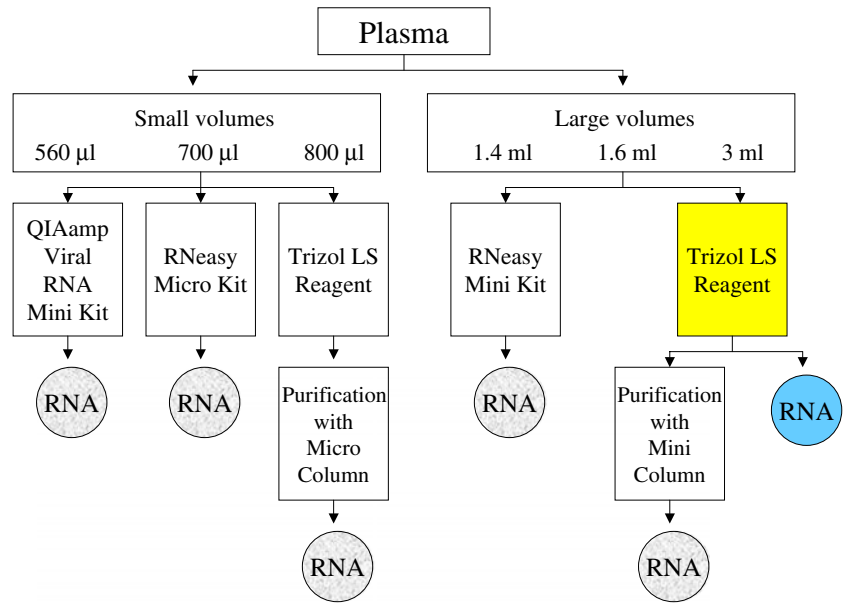 Plasma
Small volumes
560 µl 700 µl 800 µl
Large volumes
1.4 ml 1.6 ml 3 ml
QIAamp
Viral
RNA
Mini Kit
RNeasy
Micro Kit
Trizol LS
Reagent
RNeasy
Mini Kit
Trizol LS
Reagent
RNA
RNA
Purification
with
Micro
Column
RNA
Purification
with
Mini
Column
RNA
RNA
RNA